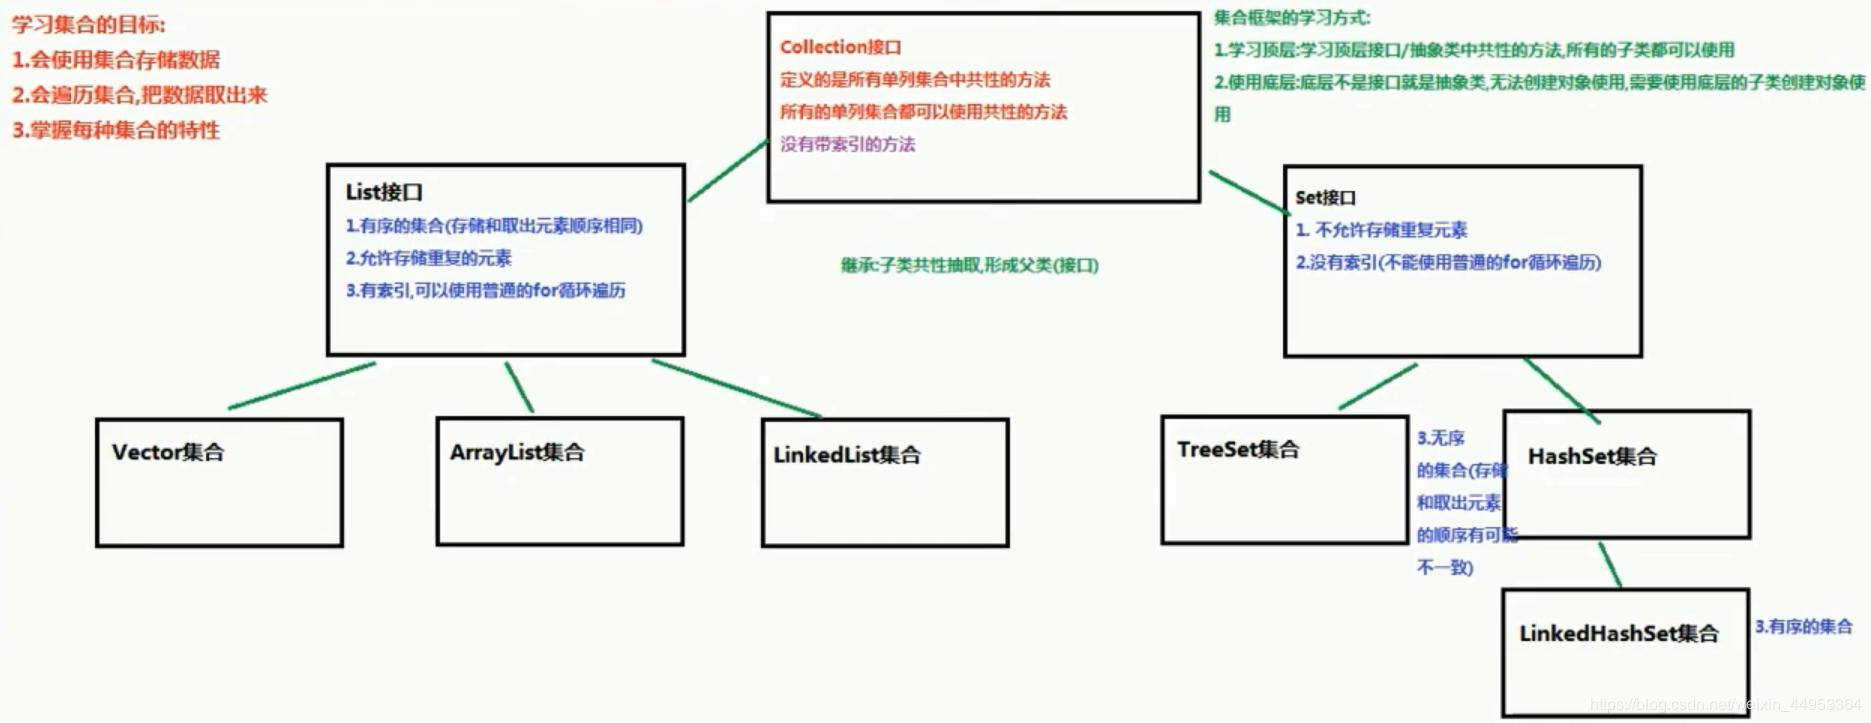 学习集合的目标:
1.会使用集合存储数据
2.会遍历集合,把数据取出来
3.掌握每种集合的特性
Collection接口
定义的是所有单列集合中共性的方法
所有的单列集合都可以使用共性的方法
没有带索引的方法
集合框架的学习方式:
1.学习顶层:学习顶层接口/抽象类中共性的方法,所有的子类都可以使用
2.使用底层:底层不是接口就是抽象类,无法创建对象使用,需要使用底层的子类创建对象使
用
List接口
1.有序的集合(存储和取出元素顺序相同)
2.允许存储重复的元素
3.有索引,可以使用普通的for循环遍历
继承:子类共性抽取,形成父类(接口)
Set接口
1. 不允许存储重复元素
2.没有索引(不能使用普通的for循环遍历)
Vector集合
ArrayList集合
LinkedList集合
TreeSet集合
3.无序
的集合(存储
和取出元素
的顺序有可能
不一致)
HashSet集合
LinkedHashSet集合
3.有序的集合
https://blog.csdn.net/weixin_44953364